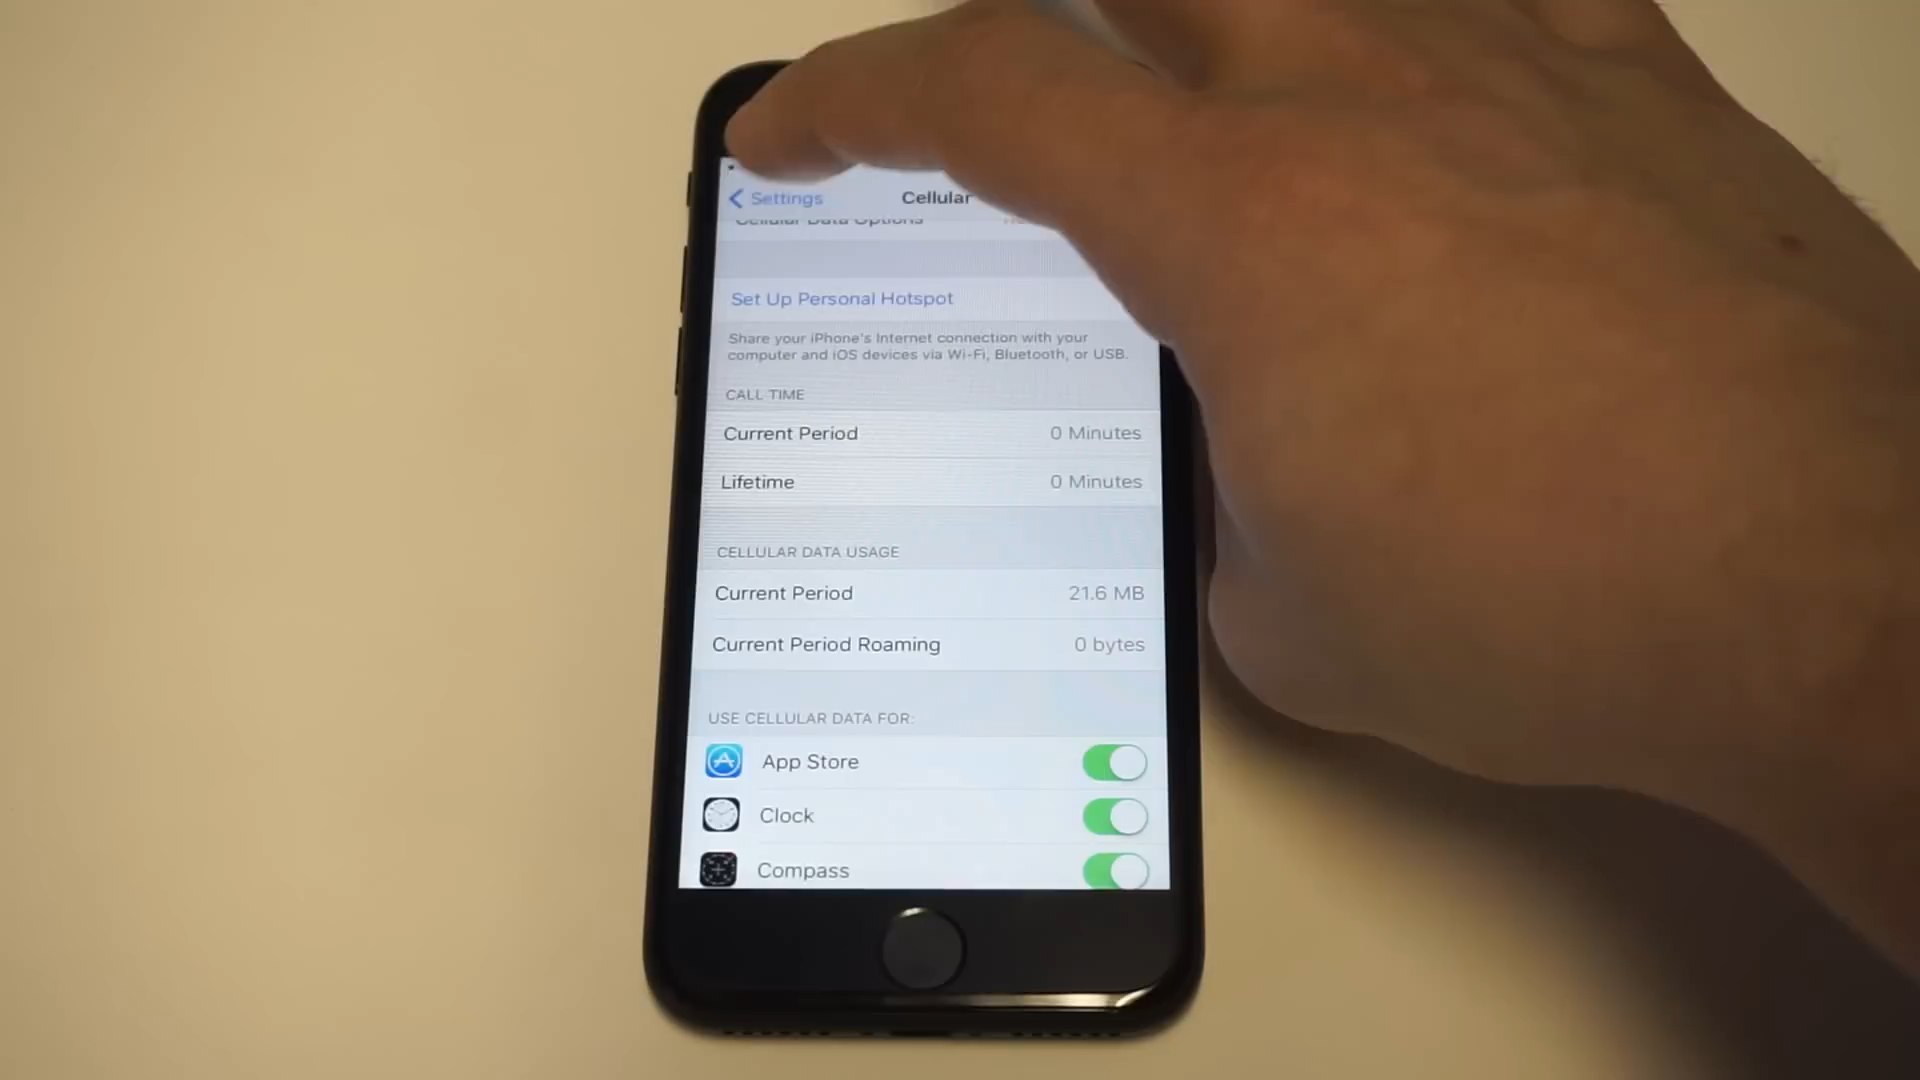 Settings
Cellular
Cellular Data Options
Set Up Personal Hotspot
Share your iPhone's Internet connection with your
computer and iOS devices via Wi-Fi, Bluetooth, or USB.
CALL TIME
Current Period 0 Minutes
Lifetime 0 Minutes
CELLULAR DATA USAGE
Current Period 21.6 MB
Current Period Roaming 0 bytes
USE CELLULAR DATA FOR:
App Store
Clock
Compass